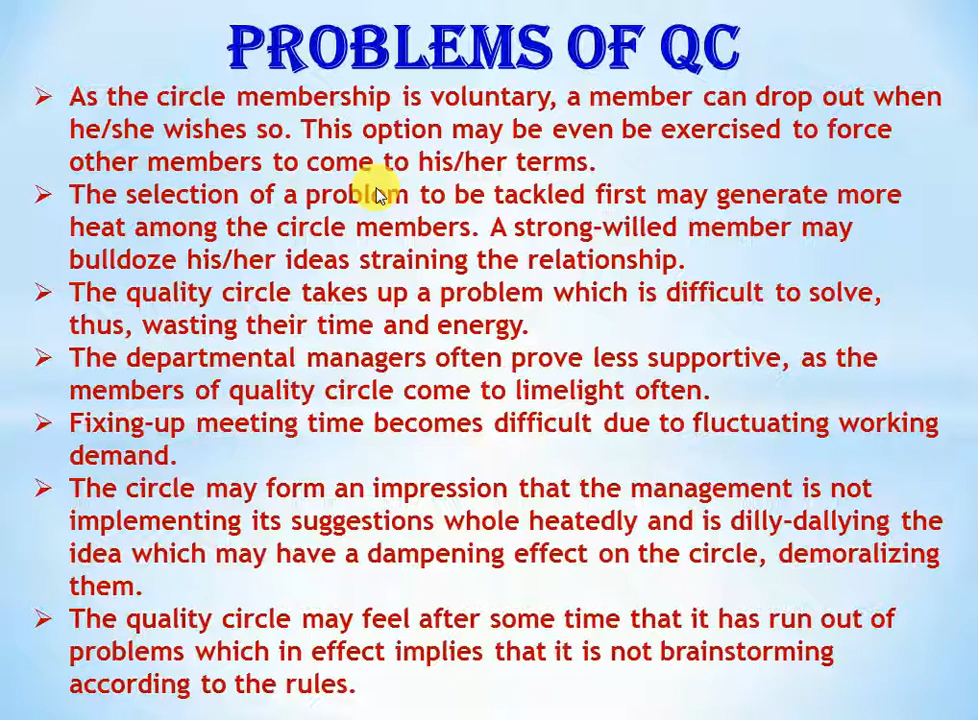 PROBLEMS OF QC
➢ As the circle membership is voluntary, a member can drop out when
he/she wishes so. This option may be even be exercised to force
other members to come to his/her terms.
➢ The selection of a problem to be tackled first may generate more
heat among the circle members. A strong-willed member may
bulldoze his/her ideas straining the relationship.
➢ The quality circle takes up a problem which is difficult to solve,
thus, wasting their time and energy.
➢ The departmental managers often prove less supportive, as the
members of quality circle come to limelight often.
➢ Fixing-up meeting time becomes difficult due to fluctuating working
demand.
➢ The circle may form an impression that the management is not
implementing its suggestions whole heatedly and is dilly-dallying the
idea which may have a dampening effect on the circle, demoralizing
them.
➢ The quality circle may feel after some time that it has run out of
problems which in effect implies that it is not brainstorming
according to the rules.